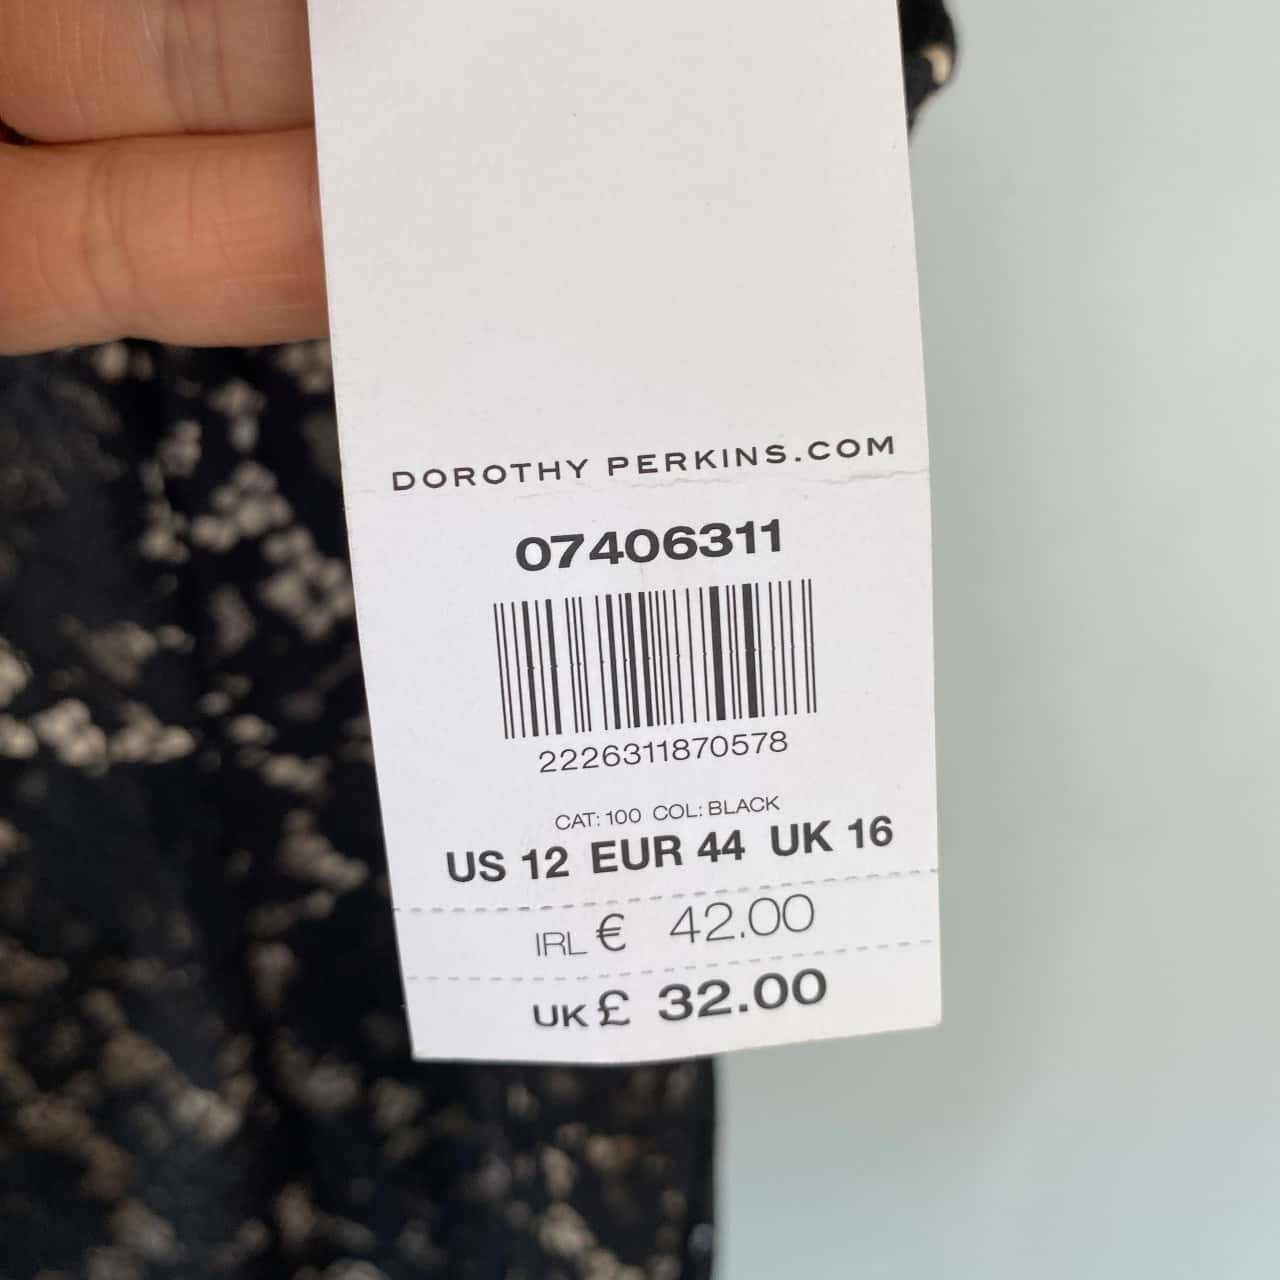 DOROTHY PERKINS.COM
07406311
2226311870578
CAT: 100 COL: BLACK
US 12 EUR 44 UK 16
IRL € 42.00
UK £ 32.00